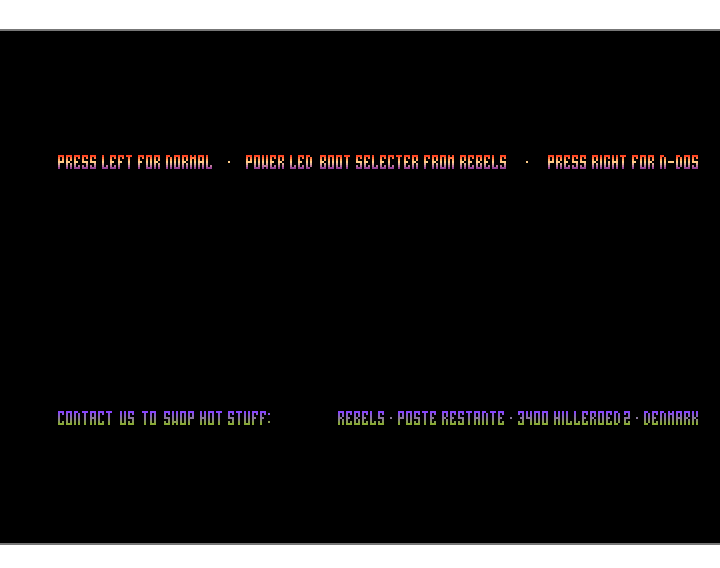 PRESS LEFT FOR NORMAL · POWER LED BOOT SELECTER FROM REBELS · PRESS RIGHT FOR N-DOS
CONTACT US TO SWOP HOT STUFF: REBELS · POSTE RESTANTE · 3400 HILLEROED 2 · DENMARK